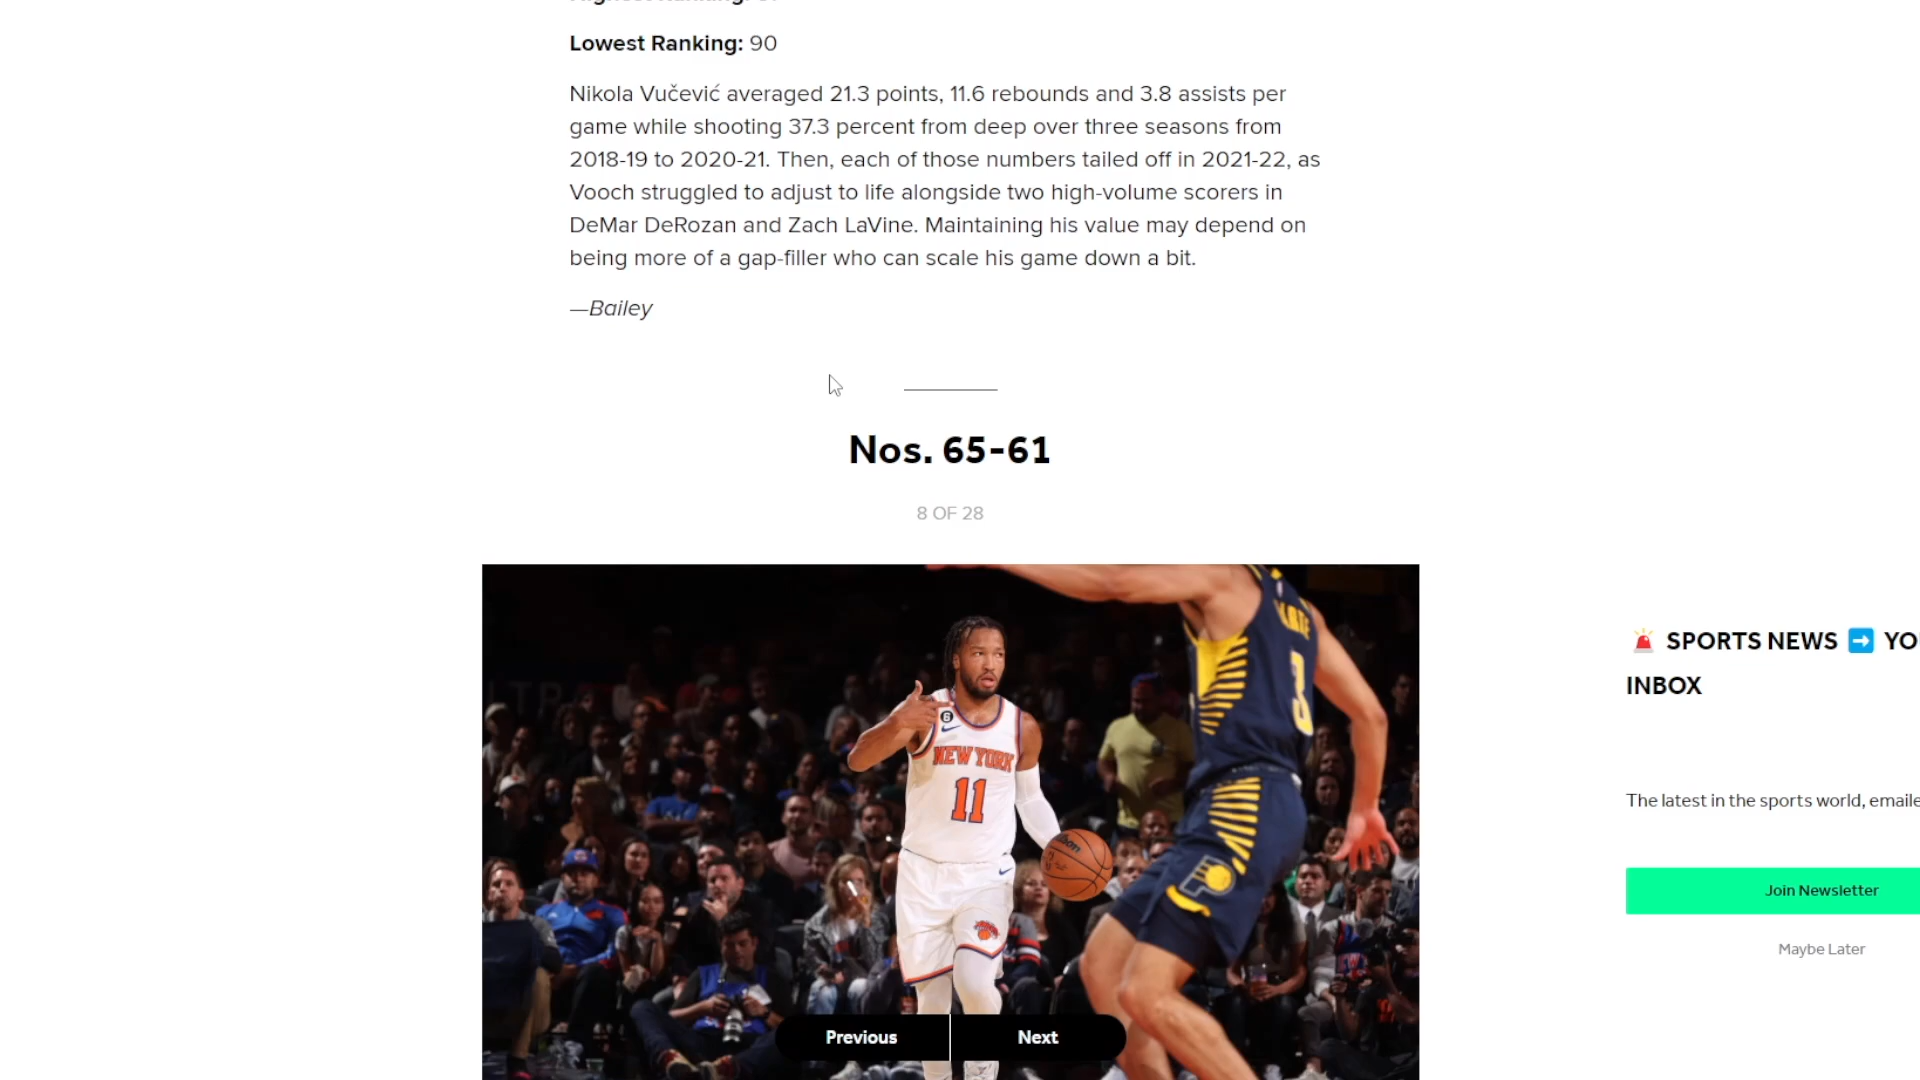 Lowest Ranking: 90
Nikola Vučević averaged 21.3 points, 11.6 rebounds and 3.8 assists per
game while shooting 37.3 percent from deep over three seasons from
2018-19 to 2020-21. Then, each of those numbers tailed off in 2021-22, as
Vooch struggled to adjust to life alongside two high-volume scorers in
DeMar DeRozan and Zach LaVine. Maintaining his value may depend on
being more of a gap-filler who can scale his game down a bit.
—Bailey
Nos. 65-61
8 OF 28
6
NEW YORK
11
3
Previous
Next
SPORTS NEWS ➡️ YO
INBOX
The latest in the sports world, emaile
Join Newsletter
Maybe Later